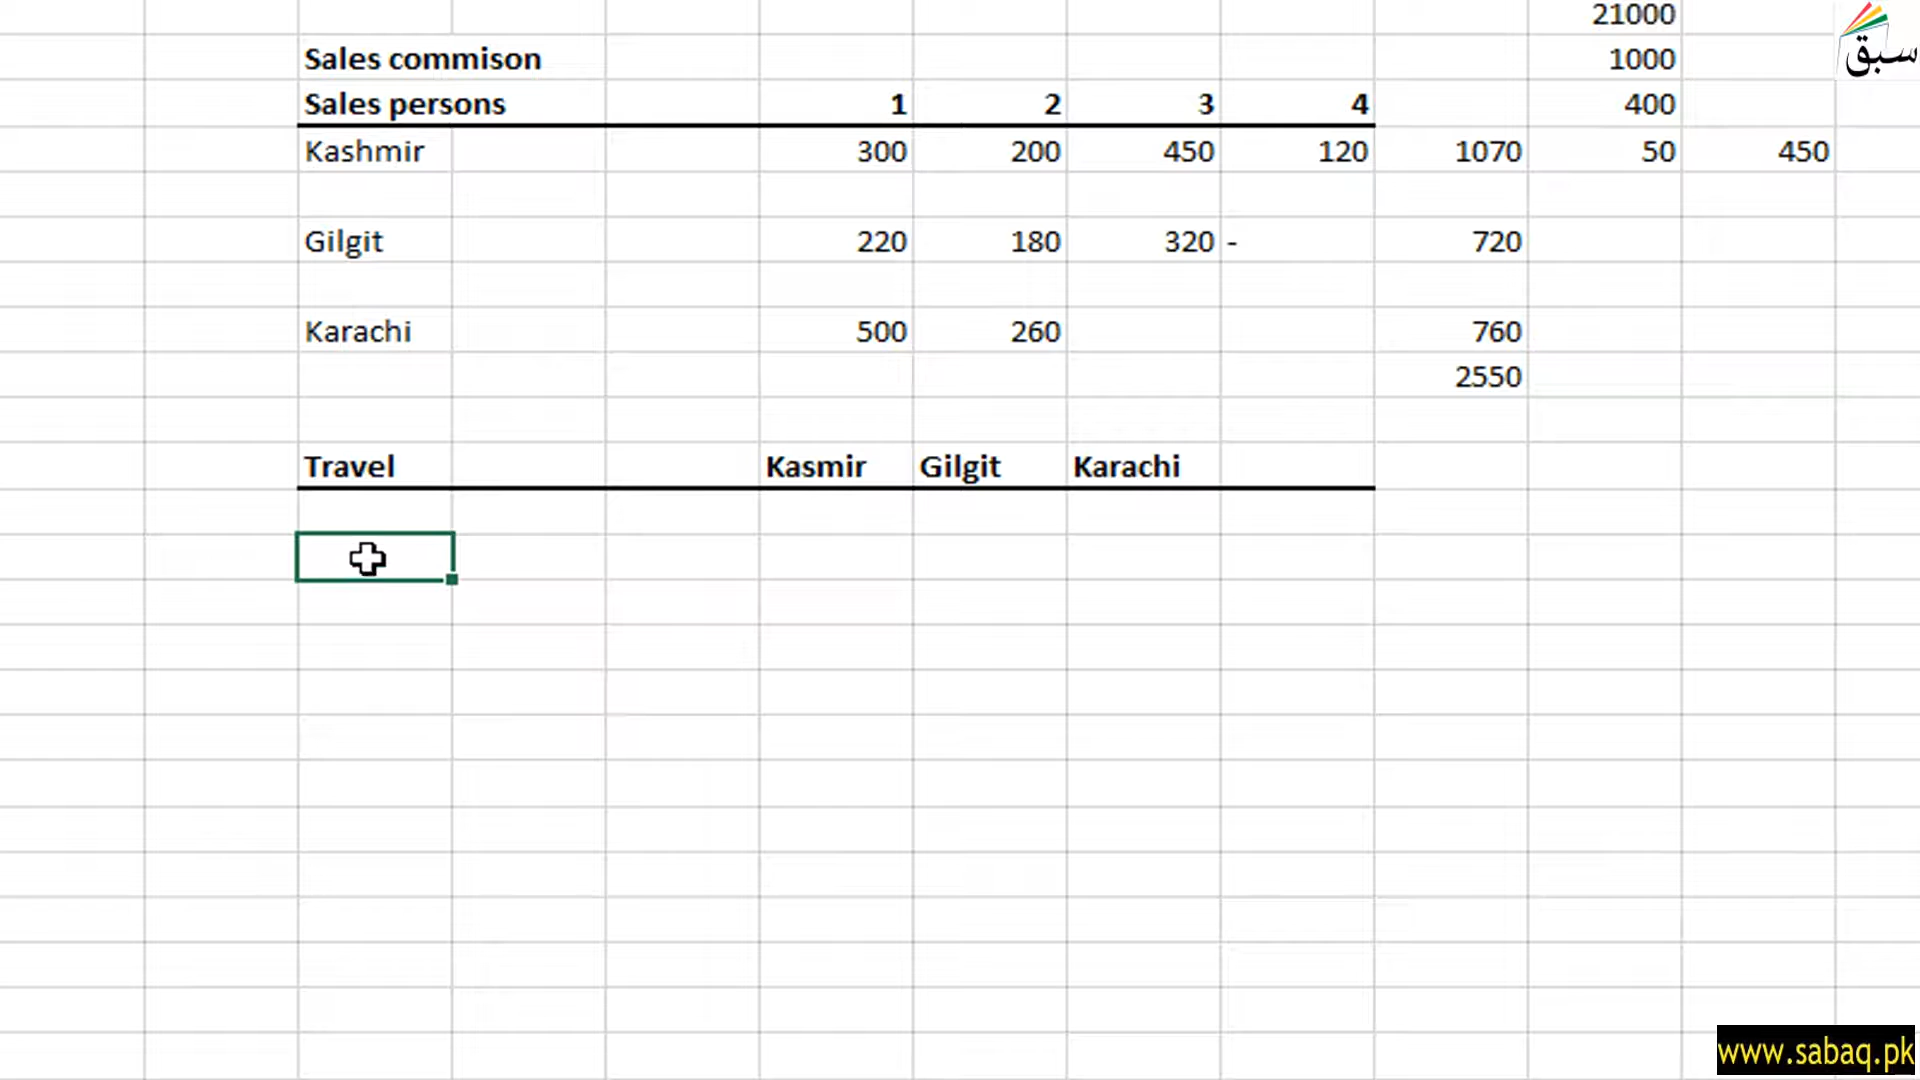 21000
سبق
Sales commison 1000
Sales persons 1 2 3 4 400
Kashmir 300 200 450 120 1070 50 450
Gilgit 220 180 320 - 720
Karachi 500 260 760
2550
Travel Kasmir Gilgit Karachi
www.sabaq.pk